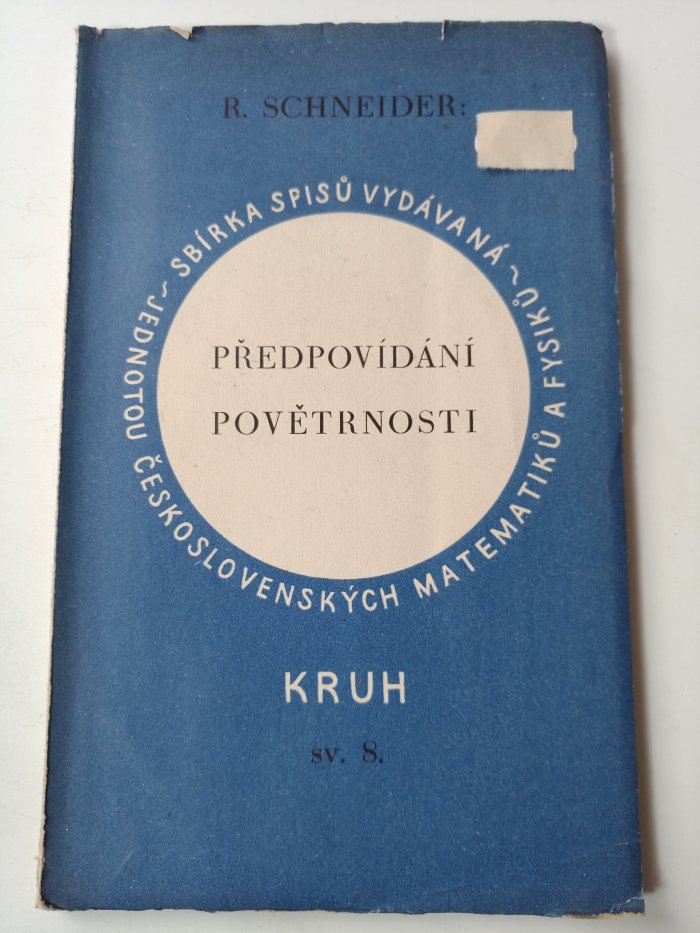 R. SCHNEIDER:
SBÍRKA SPISŮ VYDÁVANÁ ~ JEDNOTOU ČESKOSLOVENSKÝCH MATEMATIKŮ A FYSIKŮ ~
PŘEDPOVÍDÁNÍ
POVĚTRNOSTI
KRUH
sv. 8.